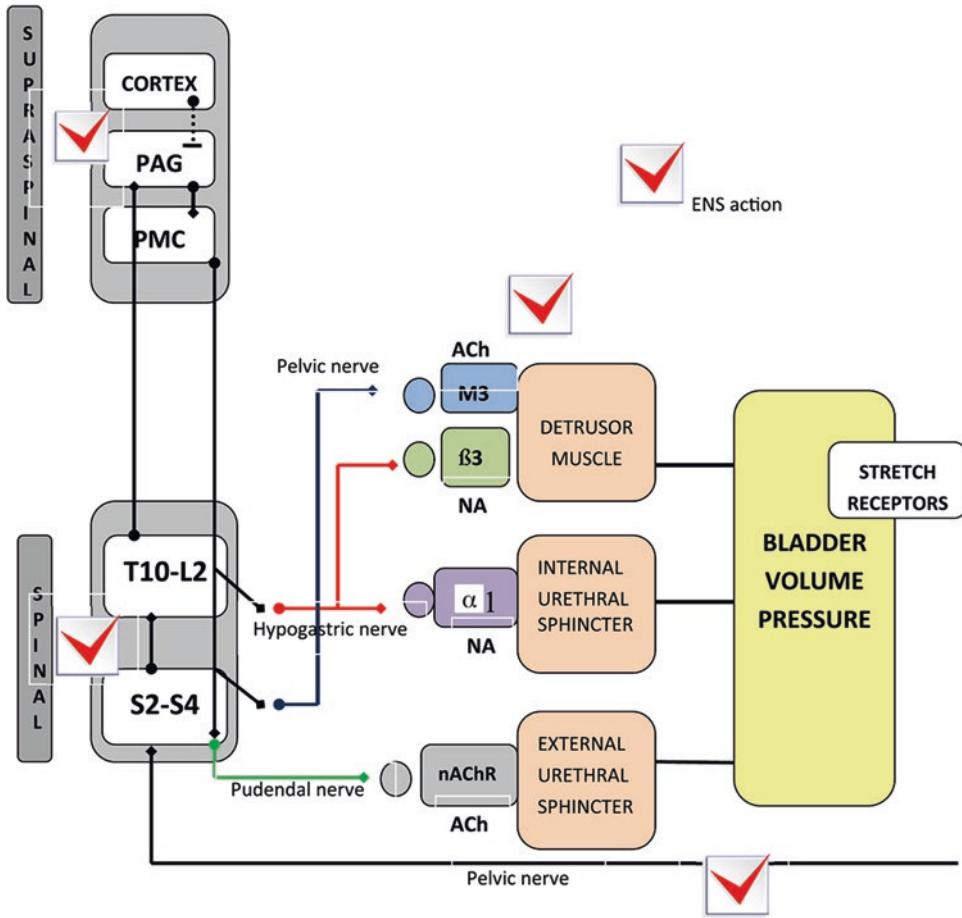 SUPRASPINAL
CORTEX
PAG
PMC
ENS action
Pelvic nerve
ACh
M3
ß3
NA
DETRUSOR
MUSCLE
STRETCH
RECEPTORS
BLADDER
VOLUME
PRESSURE
SPINAL
T10-L2
S2-S4
Hypogastric nerve
α1
NA
INTERNAL
URETHRAL
SPHINCTER
Pudendal nerve
nAChR
ACh
EXTERNAL
URETHRAL
SPHINCTER
Pelvic nerve